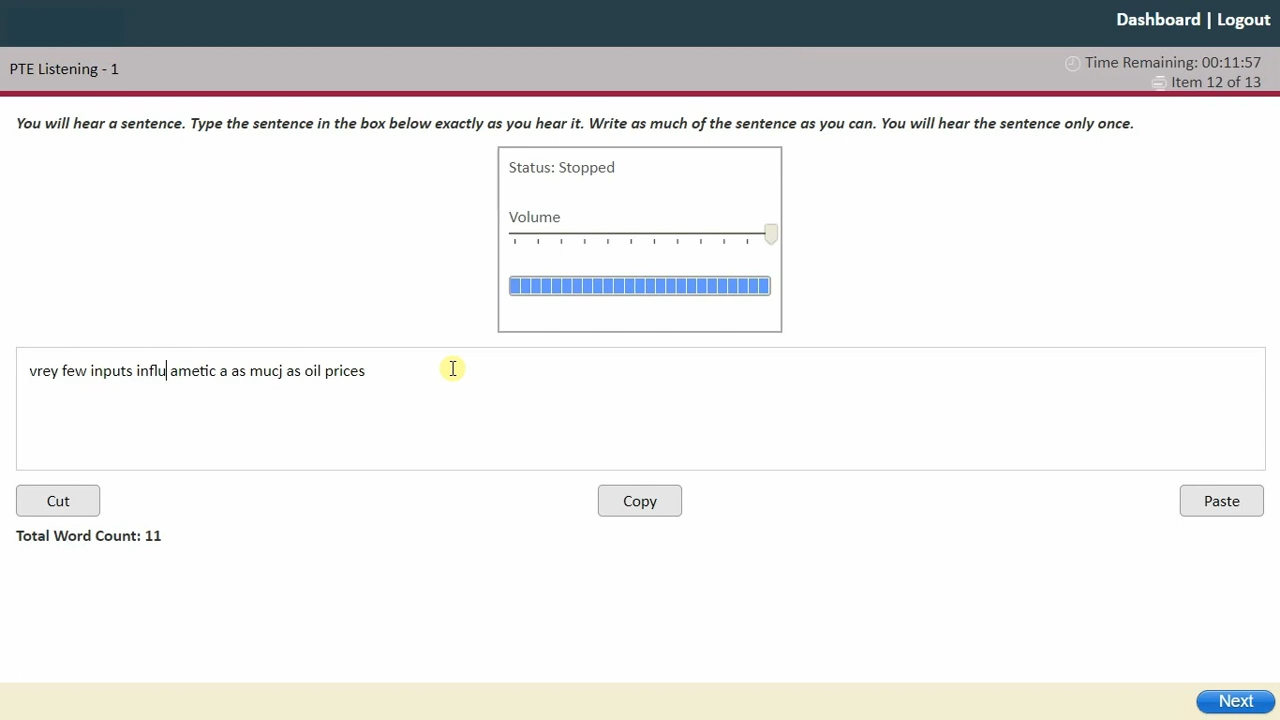 Dashboard | Logout
PTE Listening - 1
Time Remaining: 00:11:57
Item 12 of 13
You will hear a sentence. Type the sentence in the box below exactly as you hear it. Write as much of the sentence as you can. You will hear the sentence only once.
Status: Stopped
Volume
vrey few inputs influ ametic a as mucj as oil prices
Cut
Copy
Paste
Total Word Count: 11
Next